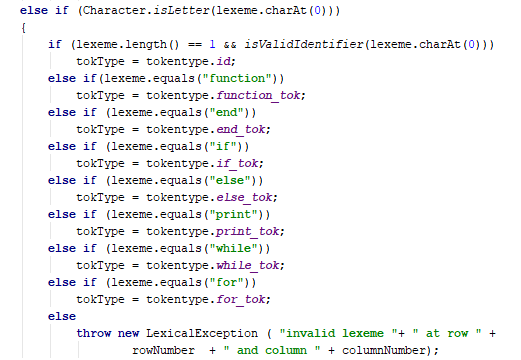 else if (Character.isLetter(lexeme.charAt(0)))
{
if (lexeme.length() == 1 && isValidIdentifier(lexeme.charAt(0)))
tokType = tokentype.id;
else if(lexeme.equals("function"))
tokType = tokentype.function_tok;
else if (lexeme.equals("end"))
tokType = tokentype.end_tok;
else if (lexeme.equals("if"))
tokType = tokentype.if_tok;
else if (lexeme.equals("else"))
tokType = tokentype.else_tok;
else if (lexeme.equals("print"))
tokType = tokentype.print_tok;
else if (lexeme.equals("while"))
tokType = tokentype.while_tok;
else if (lexeme.equals("for"))
tokType = tokentype.for_tok;
else
throw new LexicalException ( "invalid lexeme "+ " at row " +
rowNumber  + " and column " + columnNumber);